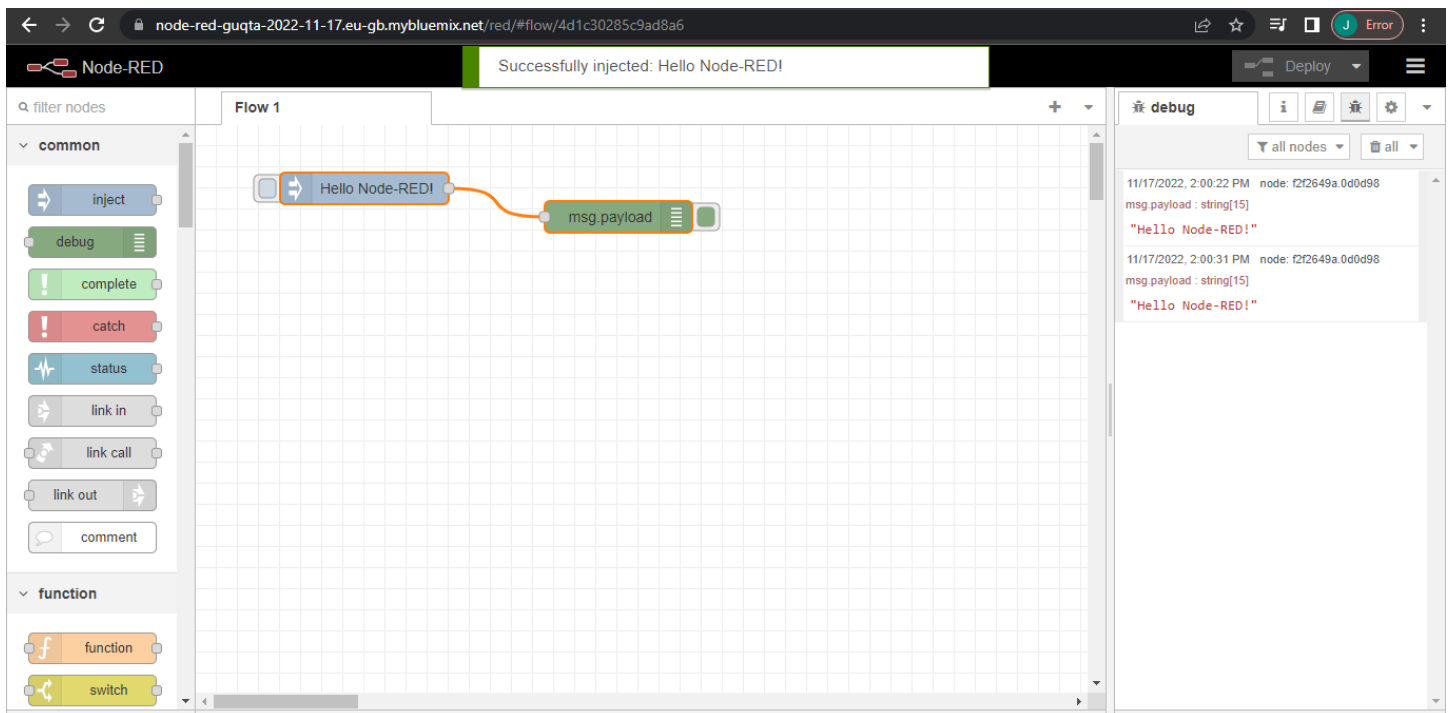 node-red-guqta-2022-11-17.eu-gb.mybluemix.net/red/#flow/4d1c30285c9ad8a6
J Error
Node-RED
Successfully injected: Hello Node-RED!
Deploy
filter nodes
common
inject
debug
complete
catch
status
link in
link call
link out
comment
function
function
switch
Flow 1
Hello Node-RED!
msg.payload
debug
i
all nodes
all
11/17/2022, 2:00:22 PM node: f2f2649a.0d0d98
msg.payload : string[15]
"Hello Node-RED!"
11/17/2022, 2:00:31 PM node: f2f2649a.0d0d98
msg.payload : string[15]
"Hello Node-RED!"